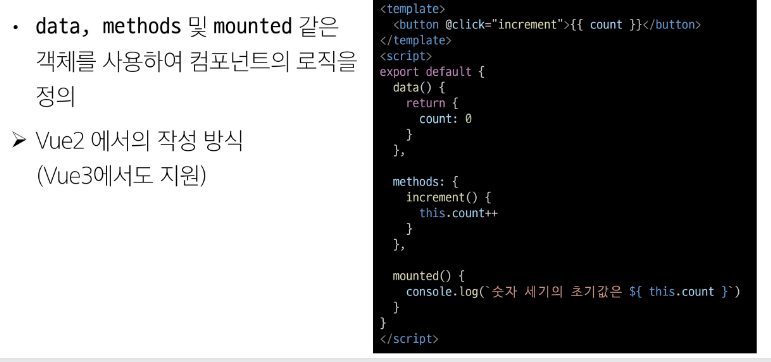 • data, methods 및 mounted 같은
객체를 사용하여 컴포넌트의 로직을
정의
➢ Vue2 에서의 작성 방식
(Vue3에서도 지원)
<template>
  <button @click="increment">{{ count }}</button>
</template>
<script>
export default {
  data() {
    return {
      count: 0
    }
  },

  methods: {
    increment() {
      this.count++
    }
  },

  mounted() {
    console.log(`숫자 세기의 초기값은 ${ this.count }`)
  }
}
</script>